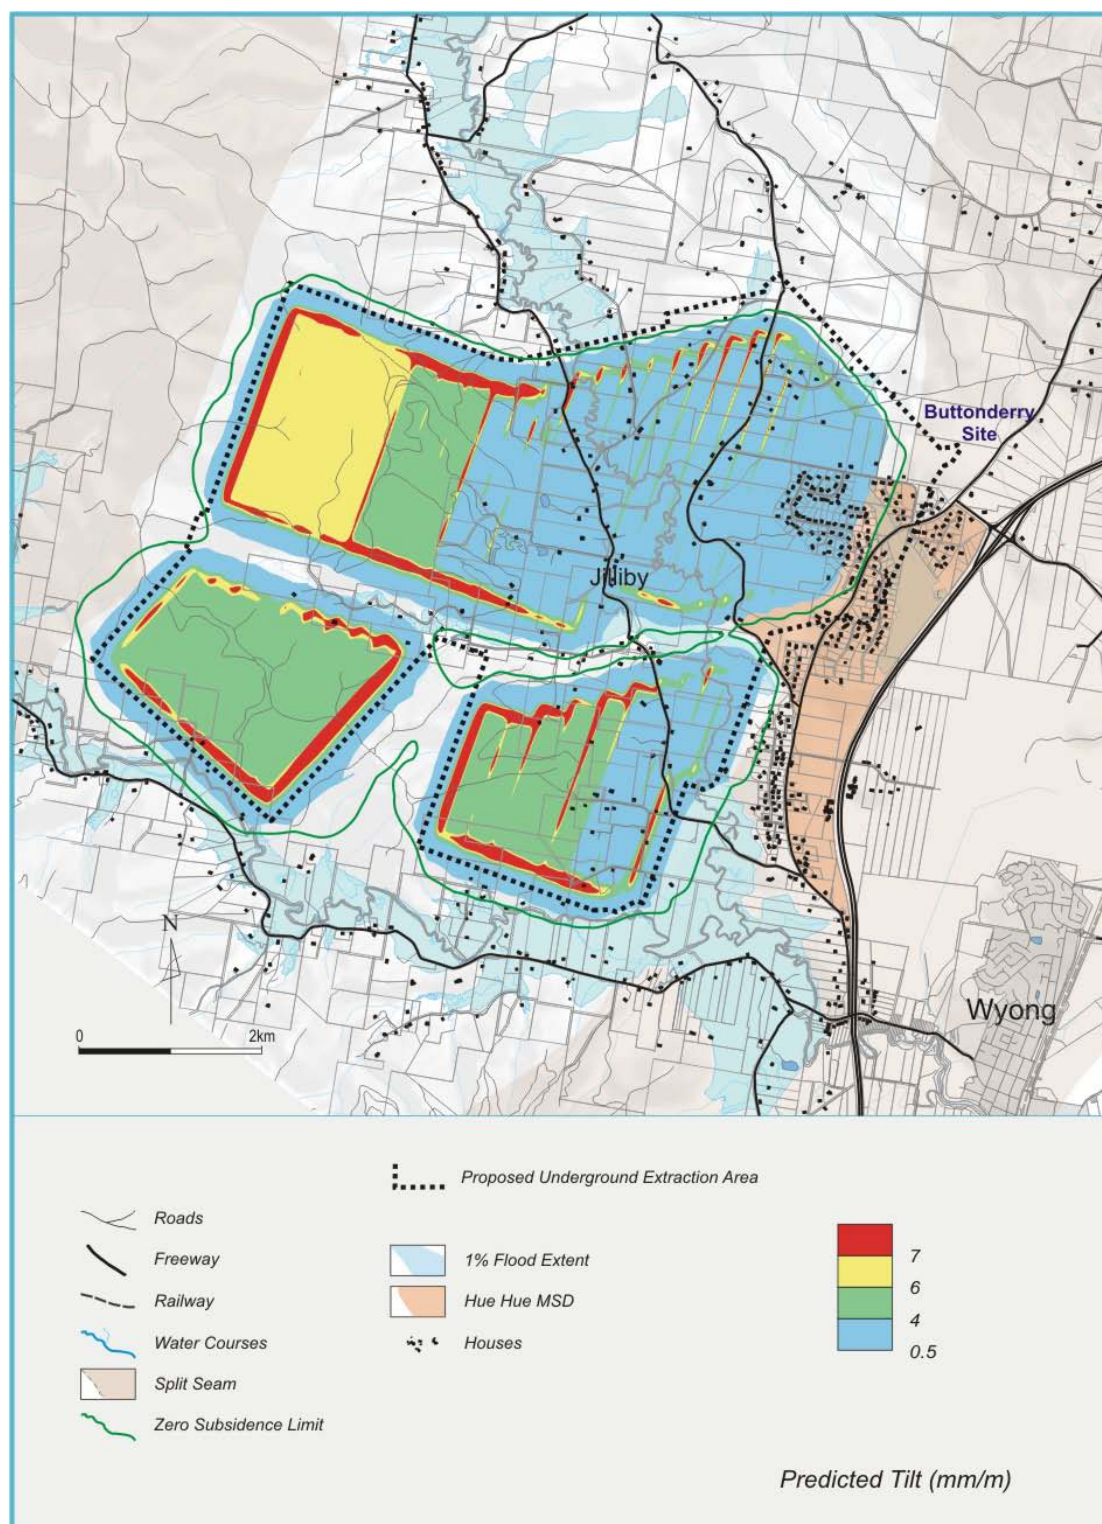 Buttonderry
Site
Jilliby
N
0 2km
Wyong
Proposed Underground Extraction Area
Roads
Freeway
Railway
Water Courses
Split Seam
Zero Subsidence Limit
1% Flood Extent
Hue Hue MSD
Houses
7
6
4
0.5
Predicted Tilt (mm/m)